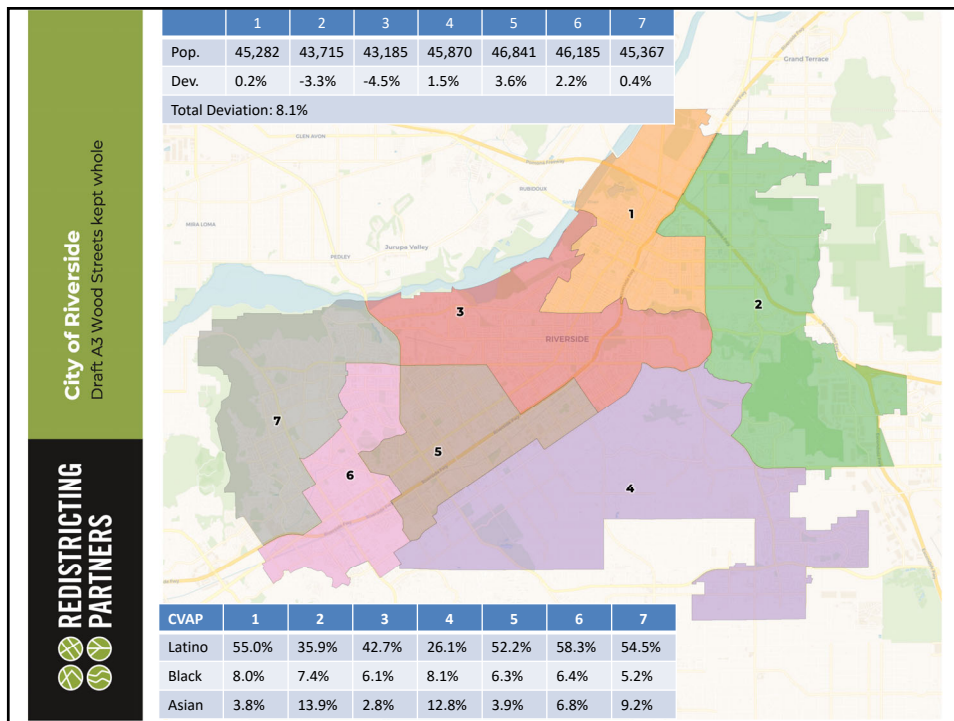 City of Riverside
Draft A3 Wood Streets kept whole
REDISTRICTING
PARTNERS
1 2 3 4 5 6 7
Pop. 45,282 43,715 43,185 45,870 46,841 46,185 45,367
Dev. 0.2% -3.3% -4.5% 1.5% 3.6% 2.2% 0.4%
Total Deviation: 8.1%
Grand Terrace
GLEN AVON
RUBIDOUX
MIRA LOMA
Jurupa Valley
PEDLEY
RIVERSIDE
1
2
3
7
5
6
4
CVAP 1 2 3 4 5 6 7
Latino 55.0% 35.9% 42.7% 26.1% 52.2% 58.3% 54.5%
Black 8.0% 7.4% 6.1% 8.1% 6.3% 6.4% 5.2%
Asian 3.8% 13.9% 2.8% 12.8% 3.9% 6.8% 9.2%